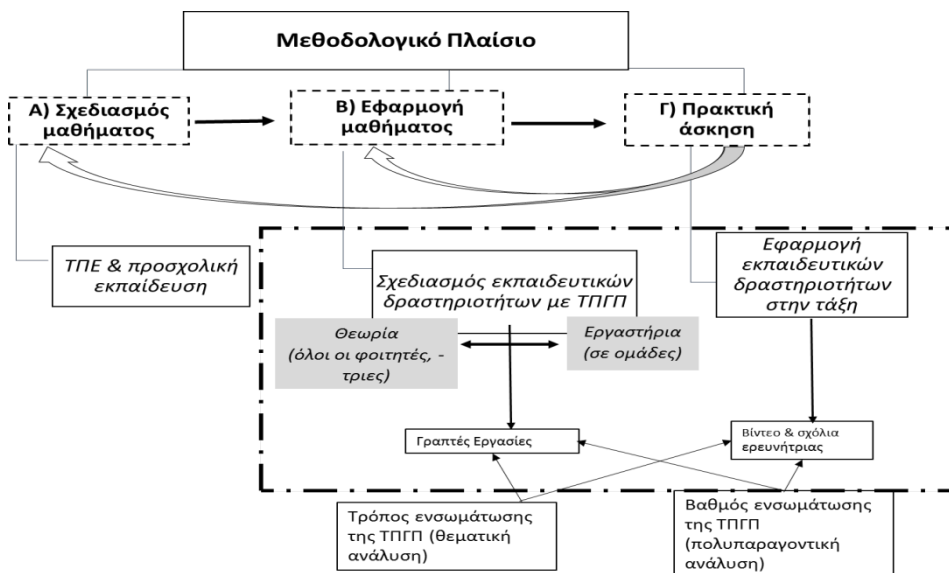 Μεθοδολογικό Πλαίσιο
Α) Σχεδιασμός
μαθήματος
Β) Εφαρμογή
μαθήματος
Γ) Πρακτική
άσκηση
ΤΠΕ & προσχολική
εκπαίδευση
Σχεδιασμός εκπαιδευτικών
δραστηριοτήτων με ΤΠΓΠ
Εφαρμογή
εκπαιδευτικών
δραστηριοτήτων
στην τάξη
Θεωρία
(όλοι οι φοιτητές, -
τριες)
Εργαστήρια
(σε ομάδες)
Γραπτές Εργασίες
Βίντεο & σχόλια
ερευνήτριας
Τρόπος ενσωμάτωσης
της ΤΠΓΠ (θεματική
ανάλυση)
Βαθμός ενσωμάτωσης
της ΤΠΓΠ
(πολυπαραγοντική
ανάλυση)